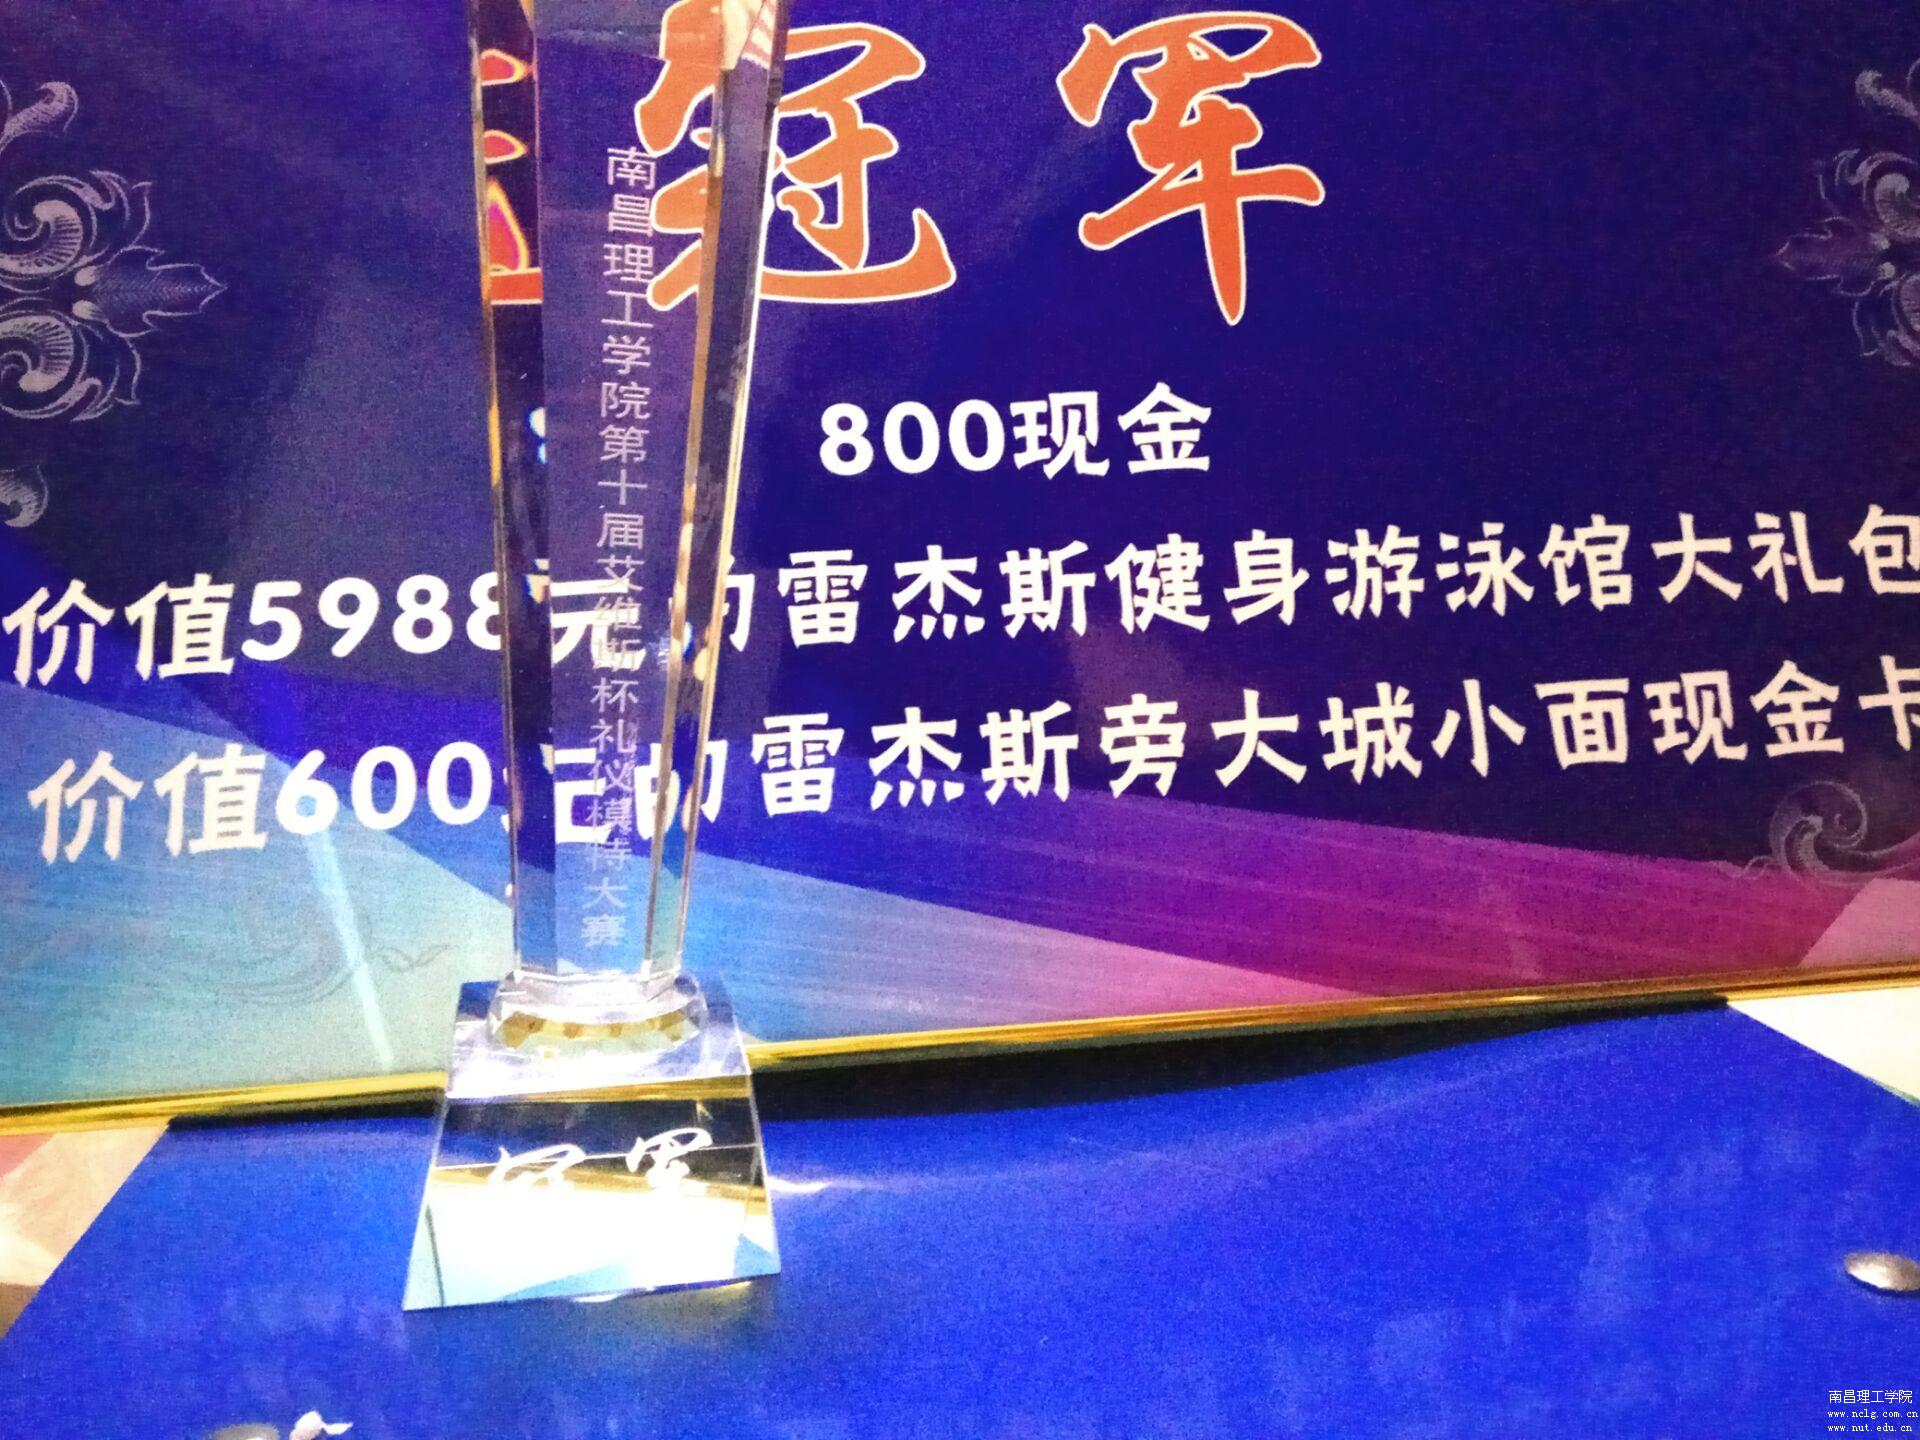 冠军
800现金
价值5988元的雷杰斯健身游泳馆大礼包
价值600元的雷杰斯旁大城小面现金卡
南昌理工学院第十届艾维斯杯礼仪模特大赛
冠军
南昌理工学院
www.nclg.com.cn
www.nut.edu.cn